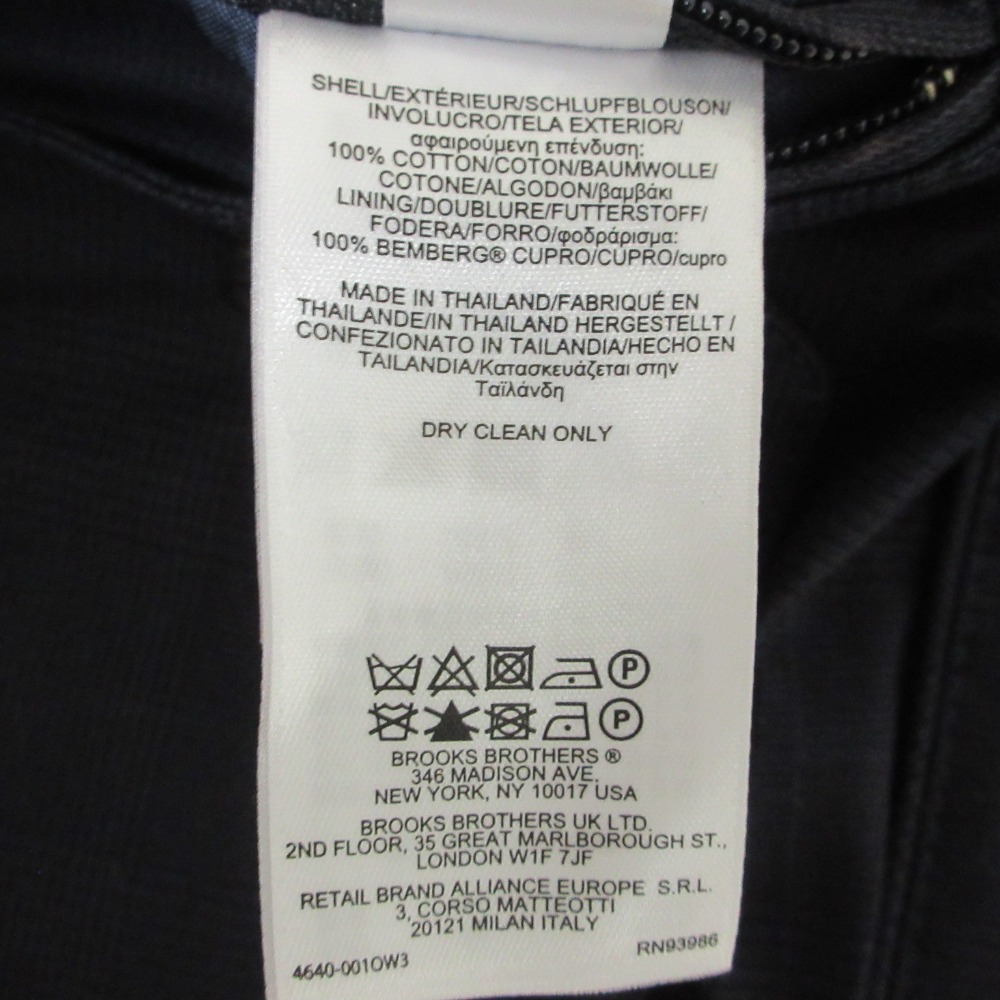 SHELL/EXTÉRIEUR/SCHLUPFBLOUSON/
INVOLUCRO/TELA EXTERIOR/
αφαιρούμενη επένδυση:
100% COTTON/COTON/BAUMWOLLE/
COTONE/ALGODON/βαμβάκι
LINING/DOUBLURE/FUTTERSTOFF/
FODERA/FORRO/φοδράρισμα:
100% BEMBERG® CUPRO/CUPRO/cupro
MADE IN THAILAND/FABRIQUÉ EN
THAILANDE/IN THAILAND HERGESTELLT /
CONFEZIONATO IN TAILANDIA/HECHO EN
TAILANDIA/Κατασκευάζεται στην
Ταϊλάνδη
DRY CLEAN ONLY
P
P
BROOKS BROTHERS ®
346 MADISON AVE.
NEW YORK, NY 10017 USA
BROOKS BROTHERS UK LTD.
2ND FLOOR, 35 GREAT MARLBOROUGH ST.,
LONDON W1F 7JF
RETAIL BRAND ALLIANCE EUROPE S.R.L.
3, CORSO MATTEOTTI
20121 MILAN ITALY
4640-001OW3 RN93986